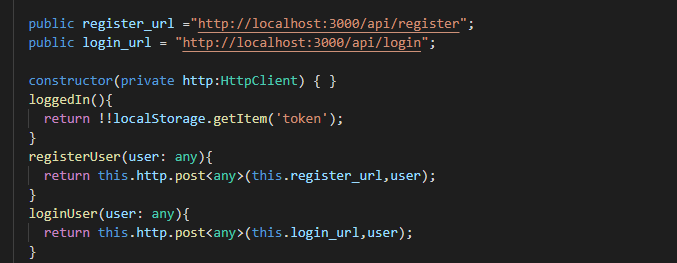 public register_url ="http://localhost:3000/api/register";
public login_url = "http://localhost:3000/api/login";
constructor(private http:HttpClient) { }
loggedIn(){
return !!localStorage.getItem('token');
}
registerUser(user: any){
return this.http.post<any>(this.register_url,user);
}
loginUser(user: any){
return this.http.post<any>(this.login_url,user);
}